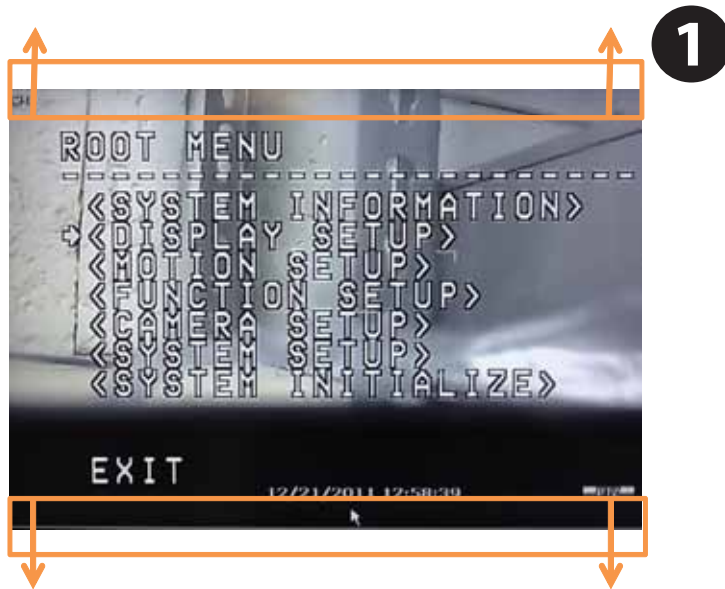 1
CH
ROOT MENU
--------------------------
<SYSTEM INFORMATION>
<DISPLAY SETUP>
<MOTION SETUP>
<FUNCTION SETUP>
<CAMERA SETUP>
<SYSTEM SETUP>
<SYSTEM INITIALIZE>
EXIT
12/21/2011 12:58:39